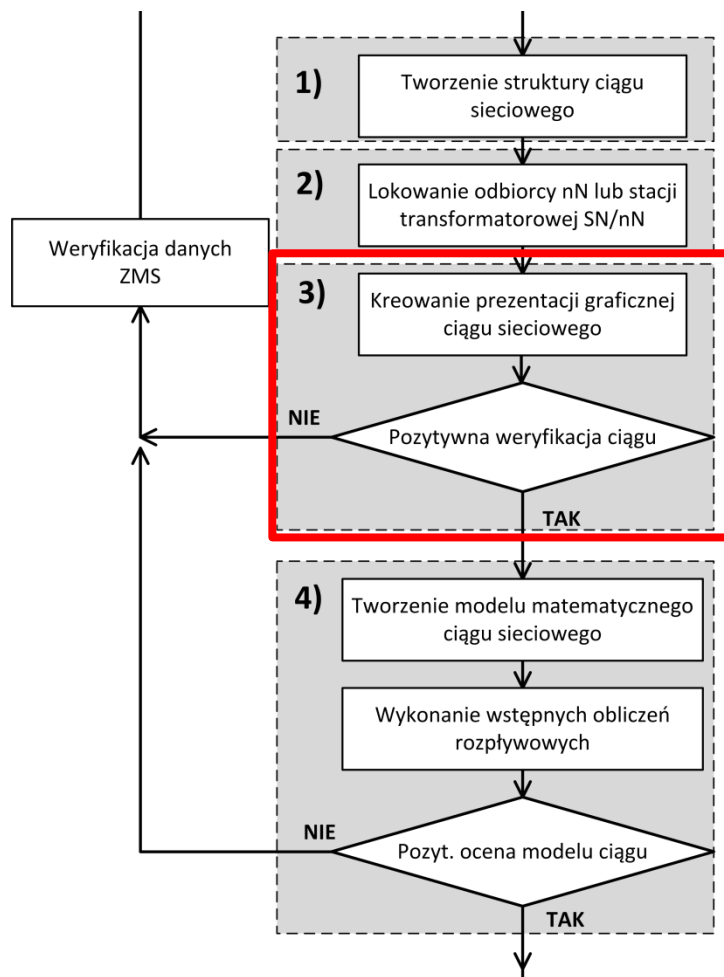 1)
Tworzenie struktury ciągu
sieciowego
2)
Lokowanie odbiorcy nN lub stacji
transformatorowej SN/nN
Weryfikacja danych
ZMS
3)
Kreowanie prezentacji graficznej
ciągu sieciowego
NIE
Pozytywna weryfikacja ciągu
TAK
4)
Tworzenie modelu matematycznego
ciągu sieciowego
Wykonanie wstępnych obliczeń
rozpływowych
NIE
Pozyt. ocena modelu ciągu
TAK